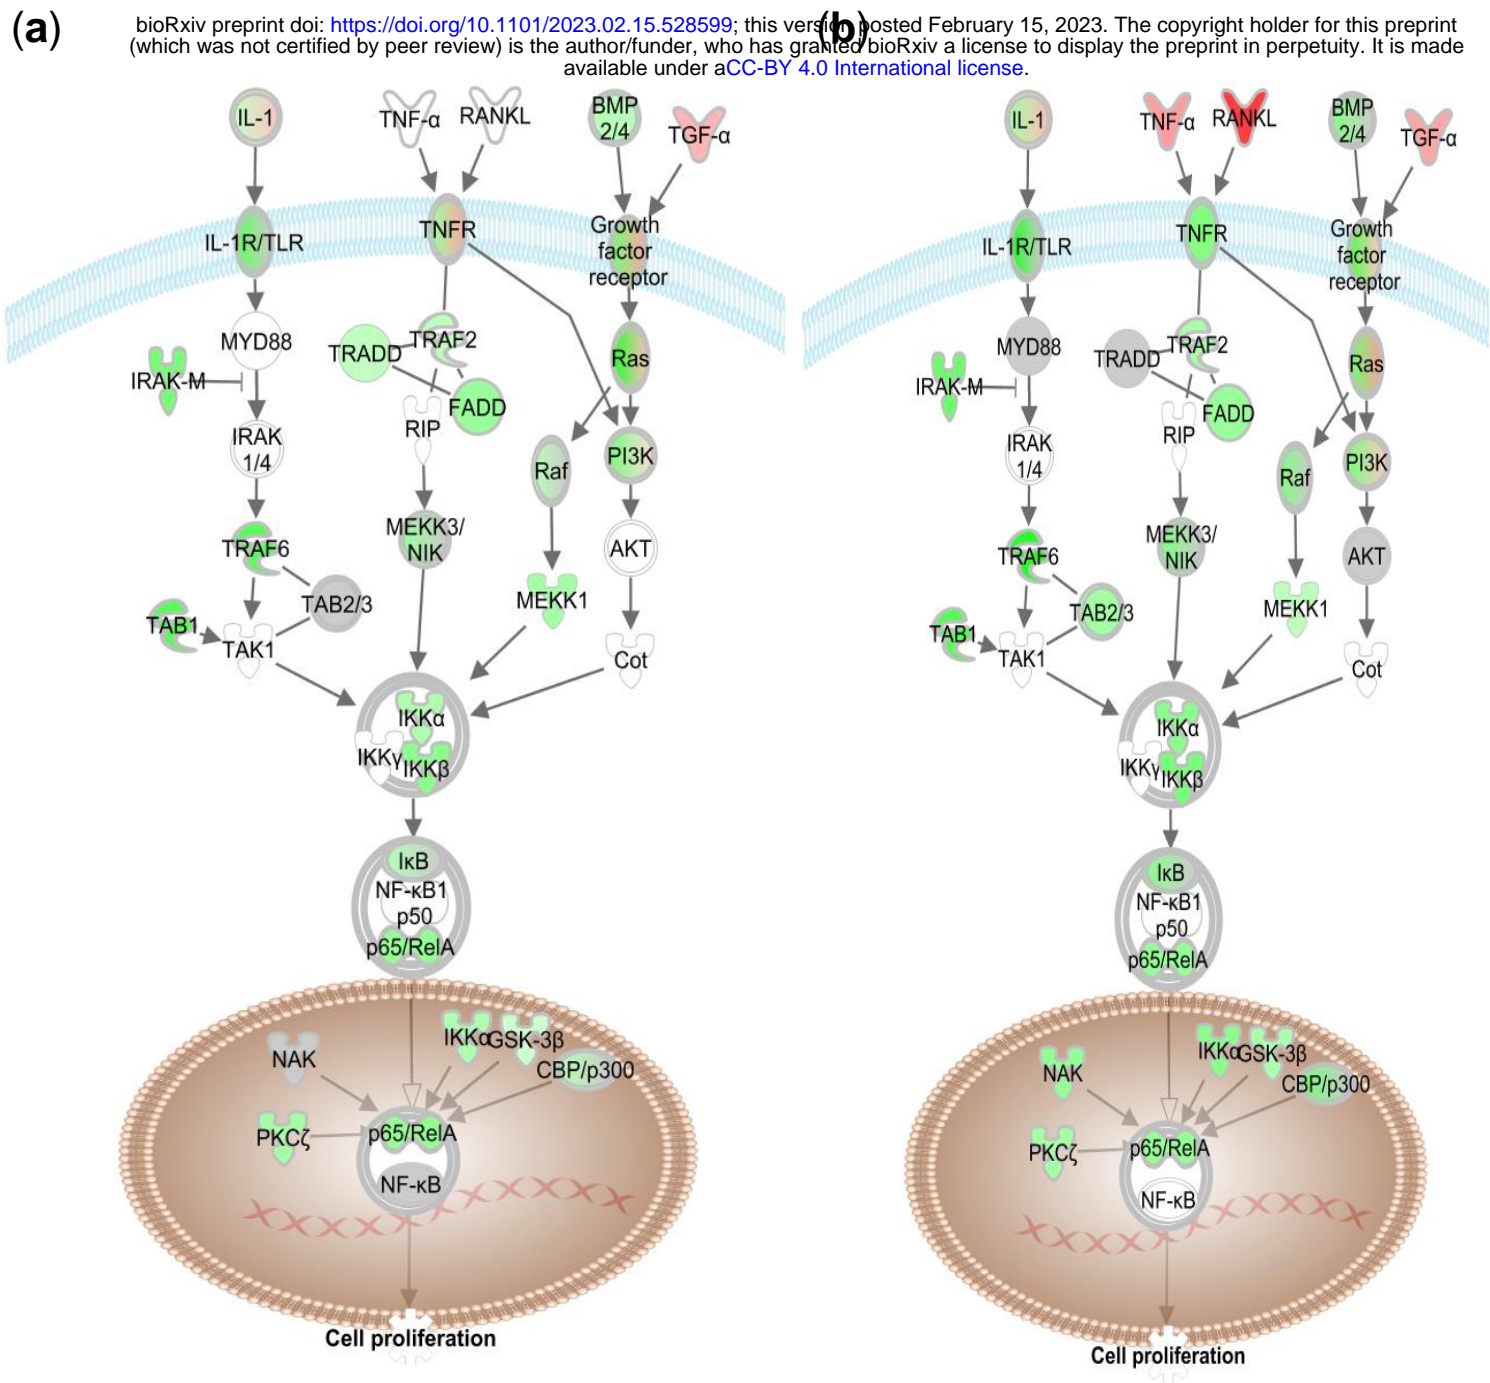 (a)
bioRxiv preprint doi: https://doi.org/10.1101/2023.02.15.528599; this version posted February 15, 2023. The copyright holder for this preprint
(which was not certified by peer review) is the author/funder, who has granted bioRxiv a license to display the preprint in perpetuity. It is made
available under aCC-BY 4.0 International license.
IL-1
TNF-α
RANKL
BMP
2/4
TGF-α
IL-1R/TLR
TNFR
Growth
factor
receptor
MYD88
TRADD
TRAF2
Ras
IRAK-M
FADD
RIP
IRAK
1/4
Raf
PI3K
MEKK3/
NIK
TRAF6
AKT
TAB2/3
MEKK1
TAB1
TAK1
Cot
IKKα
IKKγ
IKKβ
IκB
NF-κB1
p50
p65/RelA
NAK
IKKα
GSK-3β
CBP/p300
PKCζ
p65/RelA
NF-κB
Cell proliferation
(b)
IL-1
TNF-α
RANKL
BMP
2/4
TGF-α
IL-1R/TLR
TNFR
Growth
factor
receptor
MYD88
TRADD
TRAF2
Ras
IRAK-M
FADD
RIP
IRAK
1/4
Raf
PI3K
MEKK3/
NIK
TRAF6
AKT
TAB2/3
MEKK1
TAB1
TAK1
Cot
IKKα
IKKγ
IKKβ
IκB
NF-κB1
p50
p65/RelA
NAK
IKKα
GSK-3β
CBP/p300
PKCζ
p65/RelA
NF-κB
Cell proliferation